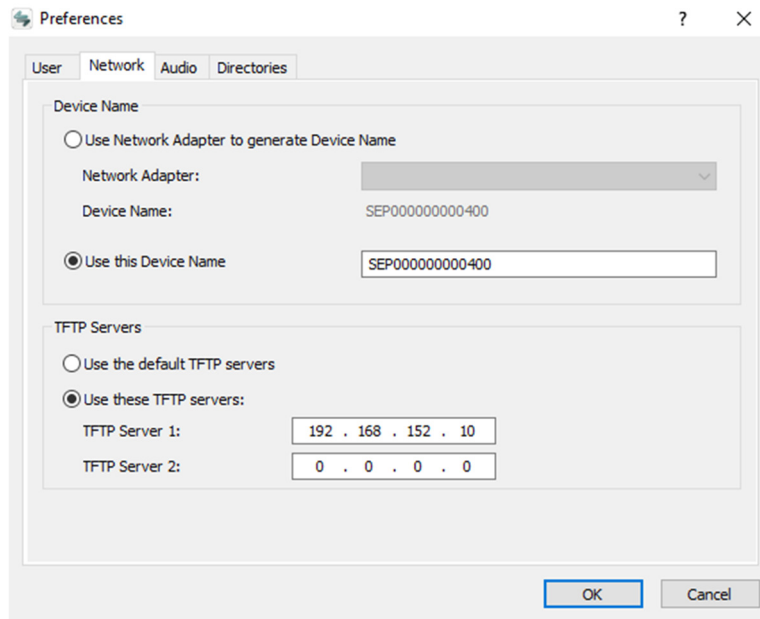 Preferences ?
User Network Audio Directories
Device Name
Use Network Adapter to generate Device Name
Network Adapter:
Device Name: SEP000000000400
Use this Device Name SEP000000000400
TFTP Servers
Use the default TFTP servers
Use these TFTP servers:
TFTP Server 1: 192 . 168 . 152 . 10
TFTP Server 2: 0 . 0 . 0 . 0
OK Cancel